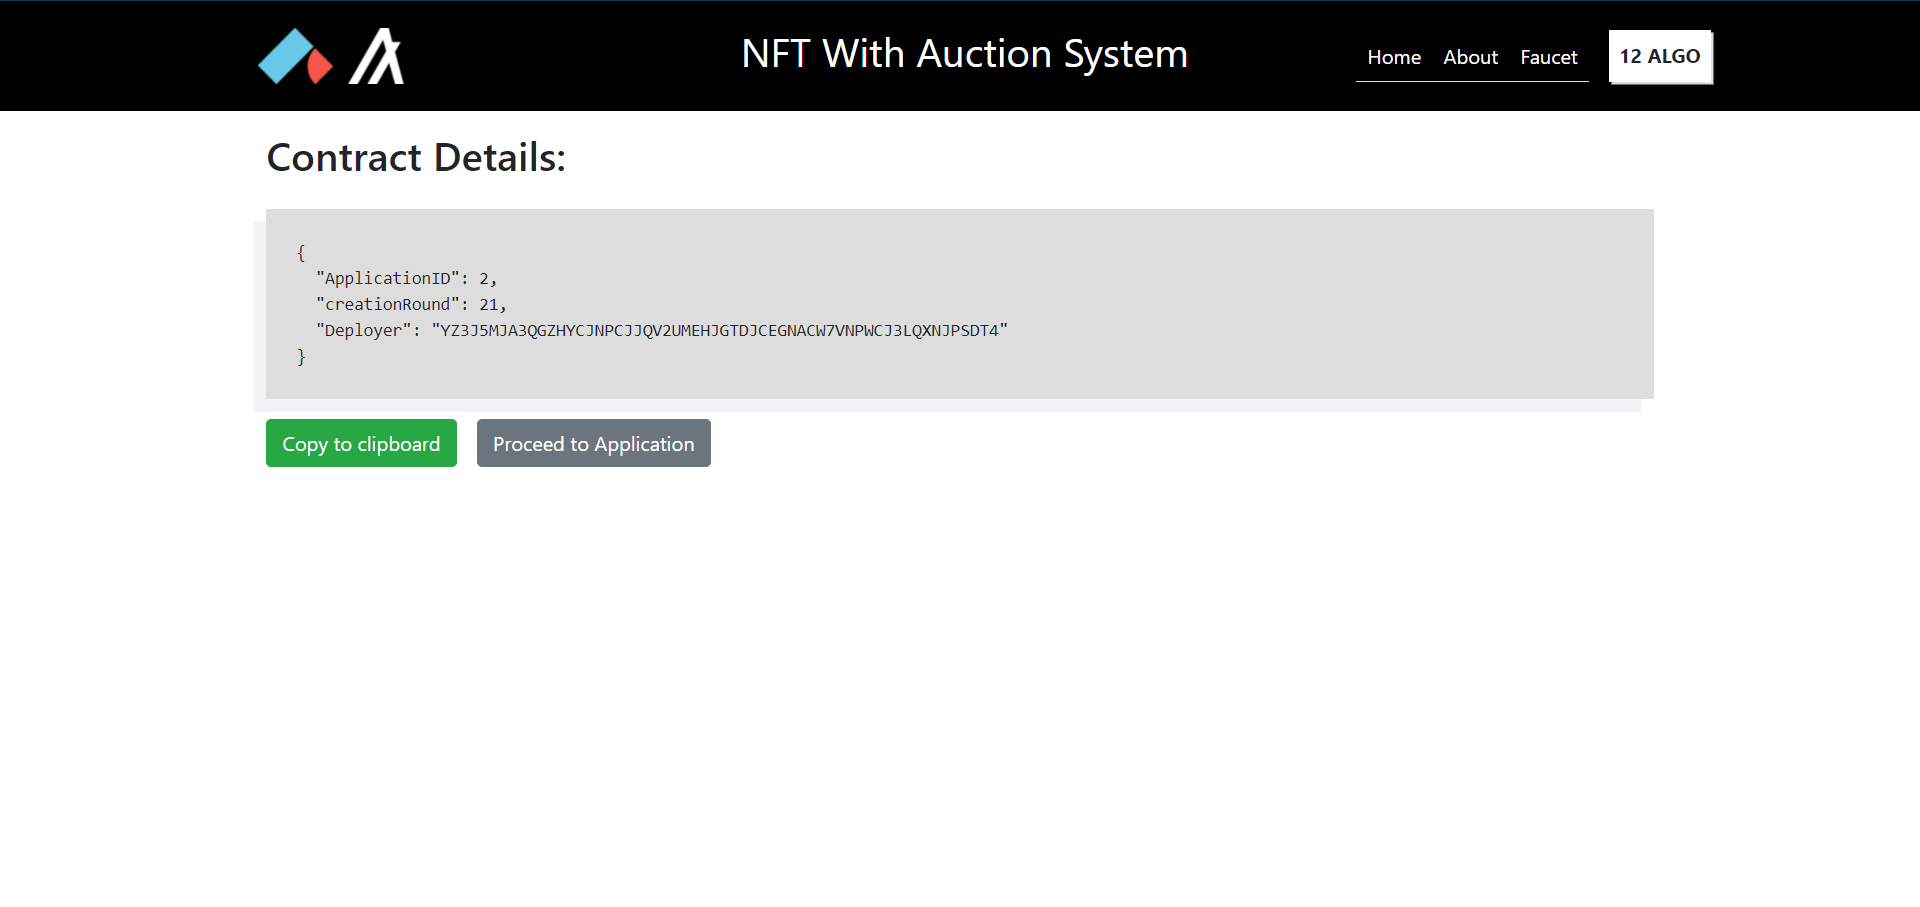 NFT With Auction System
Home About Faucet 12 ALGO
Contract Details:
{
"ApplicationID": 2,
"creationRound": 21,
"Deployer": "YZ3J5MJA3QGZHYCJNPCJJQV2UMEHJGTDJCEGNACW7VNPWCJ3LQXNJPSDT4"
}
Copy to clipboard Proceed to Application